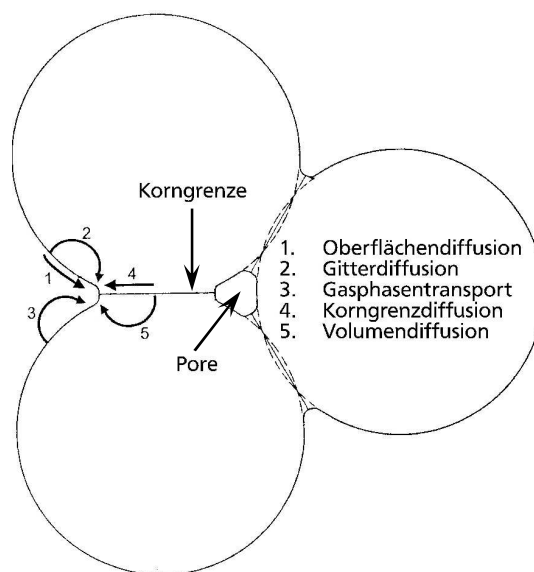 Korngrenze
2
4
1
3
5
Pore
1. Oberflächendiffusion
2. Gitterdiffusion
3. Gasphasentransport
4. Korngrenzdiffusion
5. Volumendiffusion